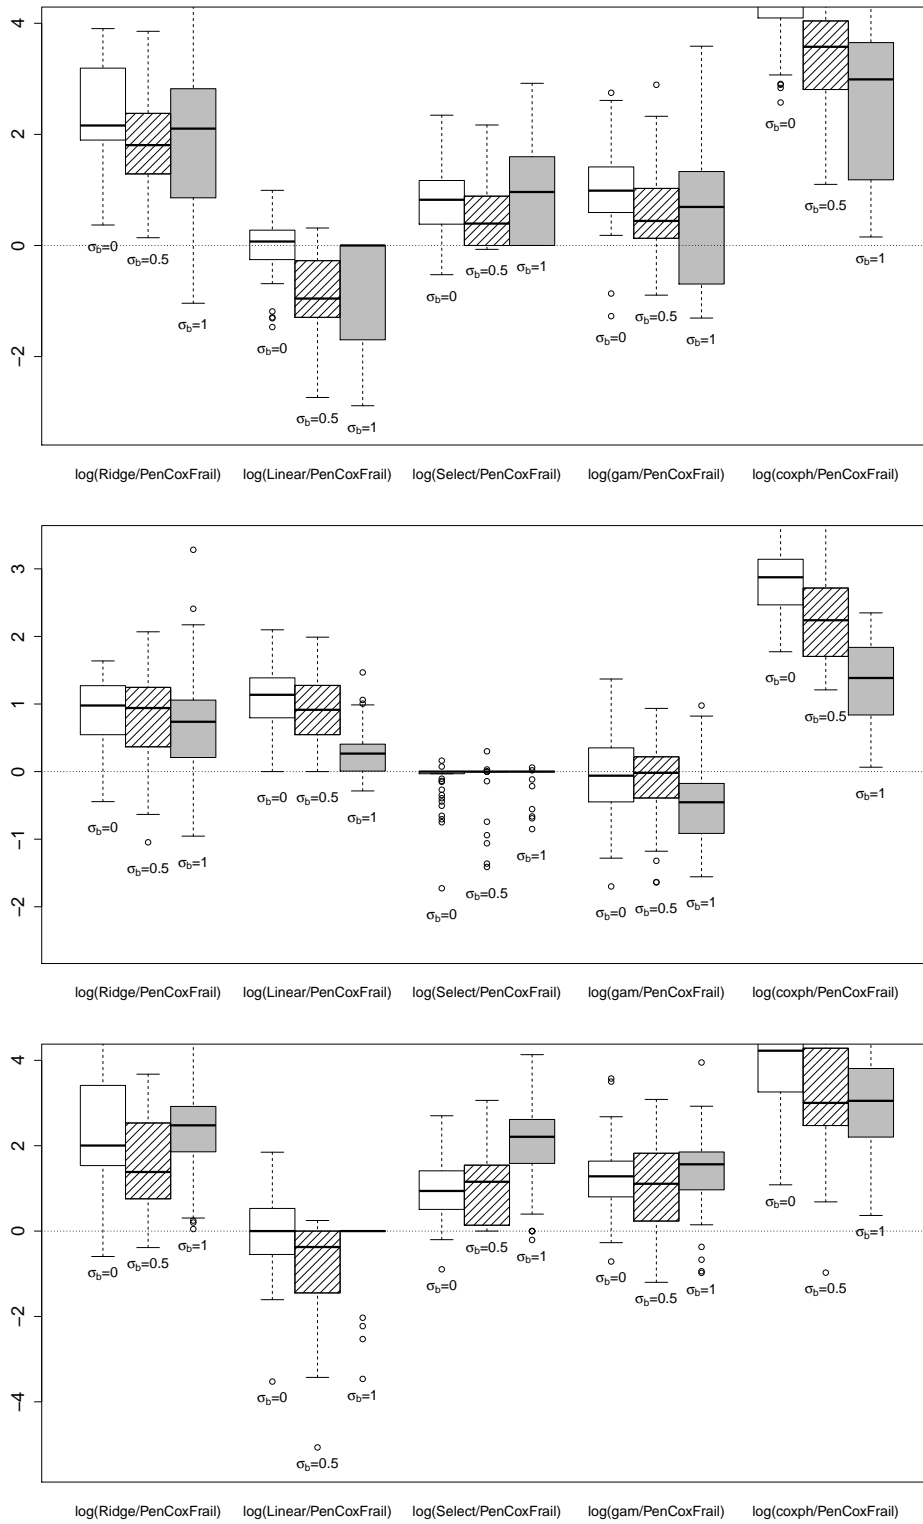 4
2
0
−2
σb=0
σb=0.5
σb=1
σb=0
σb=0.5
σb=1
σb=0
σb=0.5
σb=1
σb=0
σb=0.5
σb=1
σb=0
σb=0.5
σb=1
log(Ridge/PenCoxFrail) log(Linear/PenCoxFrail) log(Select/PenCoxFrail) log(gam/PenCoxFrail) log(coxph/PenCoxFrail)
3
2
1
0
−1
−2
σb=0
σb=0.5
σb=1
σb=0
σb=0.5
σb=1
σb=0
σb=0.5
σb=1
σb=0
σb=0.5
σb=1
σb=0
σb=0.5
σb=1
log(Ridge/PenCoxFrail) log(Linear/PenCoxFrail) log(Select/PenCoxFrail) log(gam/PenCoxFrail) log(coxph/PenCoxFrail)
4
2
0
−2
−4
σb=0
σb=0.5
σb=1
σb=0
σb=0.5
σb=1
σb=0
σb=0.5
σb=1
σb=0
σb=0.5
σb=1
σb=0
σb=0.5
σb=1
log(Ridge/PenCoxFrail) log(Linear/PenCoxFrail) log(Select/PenCoxFrail) log(gam/PenCoxFrail) log(coxph/PenCoxFrail)